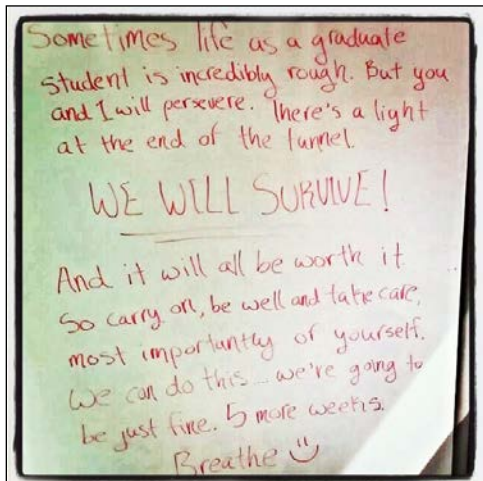 Sometimes life as a graduate
student is incredibly rough. But you
and I will persevere. There's a light
at the end of the tunnel.
WE WILL SURVIVE!
And it will all be worth it.
So carry on, be well and take care,
most importantly of yourself.
We can do this... we're going to
be just fine. 5 more weeks.
Breathe